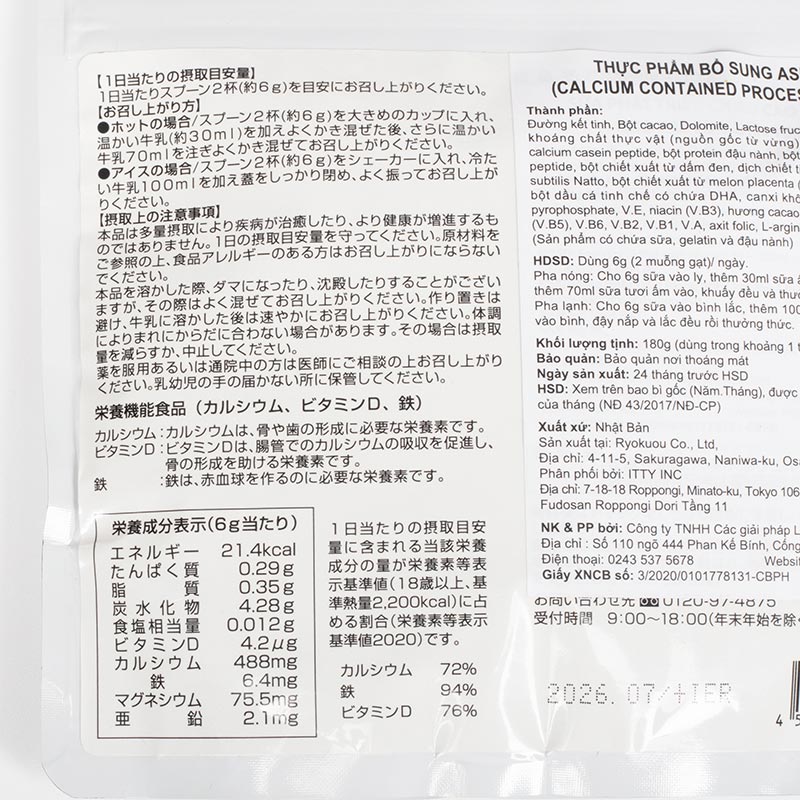 【1日当たりの摂取目安量】
1日当たりスプーン2杯(約6g)を目安にお召し上がりください。
【お召し上がり方】
●ホットの場合/スプーン2杯(約6g)を大きめのカップに入れ、
温かい牛乳(約30ml)を加えよくかき混ぜた後、さらに温かい
牛乳70mlを注ぎよくかき混ぜてお召し上がりください。
●アイスの場合/スプーン2杯(約6g)をシェーカーに入れ、冷た
い牛乳100mlを加え蓋をしっかり閉め、よく振ってお召し上が
りください。
【摂取上の注意事項】
本品は多量摂取により疾病が治癒したり、より健康が増進するも
のではありません。1日の摂取目安量を守ってください。原材料を
ご参照の上、食品アレルギーのある方はお召し上がりにならない
でください。
本品を溶かした際、ダマになったり、沈殿したりすることがござい
ますが、その際はよく混ぜてお召し上がりください。作り置きは
避け、牛乳に溶かした後は速やかにお召し上がりください。体調
によりまれにからだに合わない場合があります。その場合は摂取
量を減らすか、中止してください。
薬を服用あるいは通院中の方は医師にご相談の上お召し上がり
ください。乳幼児の手の届かない所に保管してください。
栄養機能食品(カルシウム、ビタミンD、鉄)
カルシウム:カルシウムは、骨や歯の形成に必要な栄養素です。
ビタミンD:ビタミンDは、腸管でのカルシウムの吸収を促進し、
骨の形成を助ける栄養素です。
鉄:鉄は、赤血球を作るのに必要な栄養素です。
栄養成分表示(6g当たり)
エネルギー 21.4kcal
たんぱく質 0.29g
脂質 0.35g
炭水化物 4.28g
食塩相当量 0.012g
ビタミンD 4.2μg
カルシウム 488mg
鉄 6.4mg
マグネシウム 75.5mg
亜鉛 2.1mg
1日当たりの摂取目安
量に含まれる当該栄養
成分の量が栄養素等表
示基準値(18歳以上、基
準熱量2,200kcal)に占
める割合(栄養素等表示
基準値2020)です。
カルシウム 72%
鉄 94%
ビタミンD 76%
THỰC PHẨM BỔ SUNG AS
(CALCIUM CONTAINED PROCES
Thành phần:
Đường kết tinh, Bột cacao, Dolomite, Lactose fruc
khoáng chất thực vật (nguồn gốc từ vừng)
calcium casein peptide, bột protein đậu nành, bột
peptide, bột chiết xuất từ dấm đen, dịch chiết t
subtilis Natto, bột chiết xuất từ melon placenta (
bột dầu cá tinh chế có chứa DHA, canxi khô
pyrophosphate, V.E, niacin (V.B3), hương cacao
(V.B5), V.B6, V.B2, V.B1, V.A, axit folic, L-argin
(Sản phẩm có chứa sữa, gelatin và đậu nành)
HDSD: Dùng 6g (2 muỗng gạt)/ ngày.
Pha nóng: Cho 6g sữa vào ly, thêm 30ml sữa ấ
thêm 70ml sữa tươi ấm vào, khuấy đều và thư
Pha lạnh: Cho 6g sữa vào bình lắc, thêm 100
vào bình, đậy nắp và lắc đều rồi thưởng thức.
Khối lượng tịnh: 180g (dùng trong khoảng 1 t
Bảo quản: Bảo quản nơi thoáng mát
Ngày sản xuất: 24 tháng trước HSD
HSD: Xem trên bao bì gốc (Năm.Tháng), được
của tháng (NĐ 43/2017/NĐ-CP)
Xuất xứ: Nhật Bản
Sản xuất tại: Ryokuou Co., Ltd,
Địa chỉ: 4-11-5, Sakuragawa, Naniwa-ku, Osa
Phân phối bởi: ITTY INC
Địa chỉ: 7-18-18 Roppongi, Minato-ku, Tokyo 106
Fudosan Roppongi Dori Tầng 11
NK & PP bởi: Công ty TNHH Các giải pháp L
Địa chỉ : Số 110 ngõ 444 Phan Kế Bính, Cống
Điện thoại: 0243 537 5678 Websit
Giấy XNCB số: 3/2020/0101778131-CBPH
お問い合わせ先 0120-97-4875
受付時間 9:00~18:00(年末年始を除く
2026.07/+IER
4 5